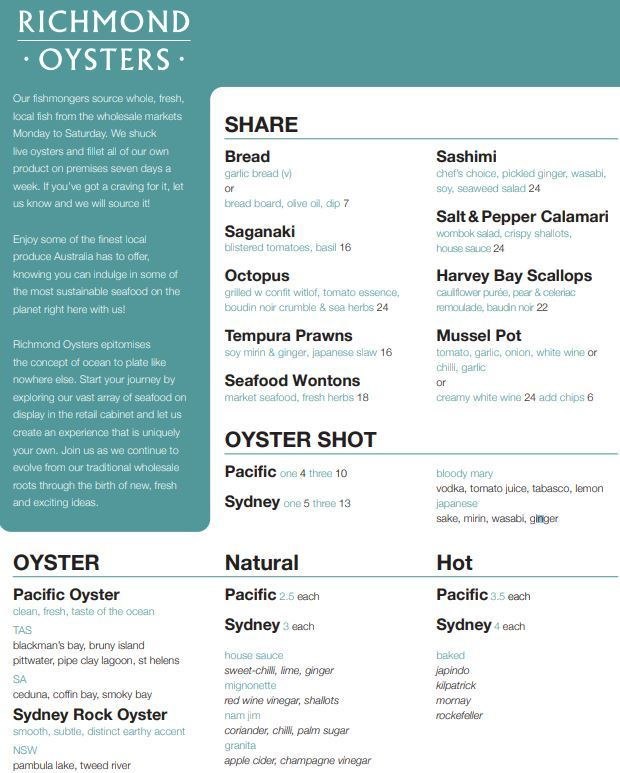 RICHMOND
· OYSTERS ·
Our fishmongers source whole, fresh,
local fish from the wholesale markets
Monday to Saturday. We shuck
live oysters and fillet all of our own
product on premises seven days a
week. If you've got a craving for it, let
us know and we will source it!
Enjoy some of the finest local
produce Australia has to offer,
knowing you can indulge in some of
the most sustainable seafood on the
planet right here with us!
Richmond Oysters epitomises
the concept of ocean to plate like
nowhere else. Start your journey by
exploring our vast array of seafood on
display in the retail cabinet and let us
create an experience that is uniquely
your own. Join us as we continue to
evolve from our traditional wholesale
roots through the birth of new, fresh
and exciting ideas.
SHARE
Bread
garlic bread (v)
or
bread board, olive oil, dip 7
Saganaki
blistered tomatoes, basil 16
Octopus
grilled w confit witlof, tomato essence,
boudin noir crumble & sea herbs 24
Tempura Prawns
soy mirin & ginger, japanese slaw 16
Seafood Wontons
market seafood, fresh herbs 18
Sashimi
chef's choice, pickled ginger, wasabi,
soy, seaweed salad 24
Salt & Pepper Calamari
wombok salad, crispy shallots,
house sauce 24
Harvey Bay Scallops
cauliflower purée, pear & celeriac
remoulade, baudin noir 22
Mussel Pot
tomato, garlic, onion, white wine or
chilli, garlic
or
creamy white wine 24 add chips 6
OYSTER SHOT
Pacific one 4 three 10
Sydney one 5 three 13
bloody mary
vodka, tomato juice, tabasco, lemon
japanese
sake, mirin, wasabi, ginger
OYSTER
Pacific Oyster
clean, fresh, taste of the ocean
TAS
blackman's bay, bruny island
pittwater, pipe clay lagoon, st helens
SA
ceduna, coffin bay, smoky bay
Sydney Rock Oyster
smooth, subtle, distinct earthy accent
NSW
pambula lake, tweed river
Natural
Pacific 2.5 each
Sydney 3 each
house sauce
sweet-chilli, lime, ginger
mignonette
red wine vinegar, shallots
nam jim
coriander, chilli, palm sugar
granita
apple cider, champagne vinegar
Hot
Pacific 3.5 each
Sydney 4 each
baked
japindo
kilpatrick
mornay
rockefeller